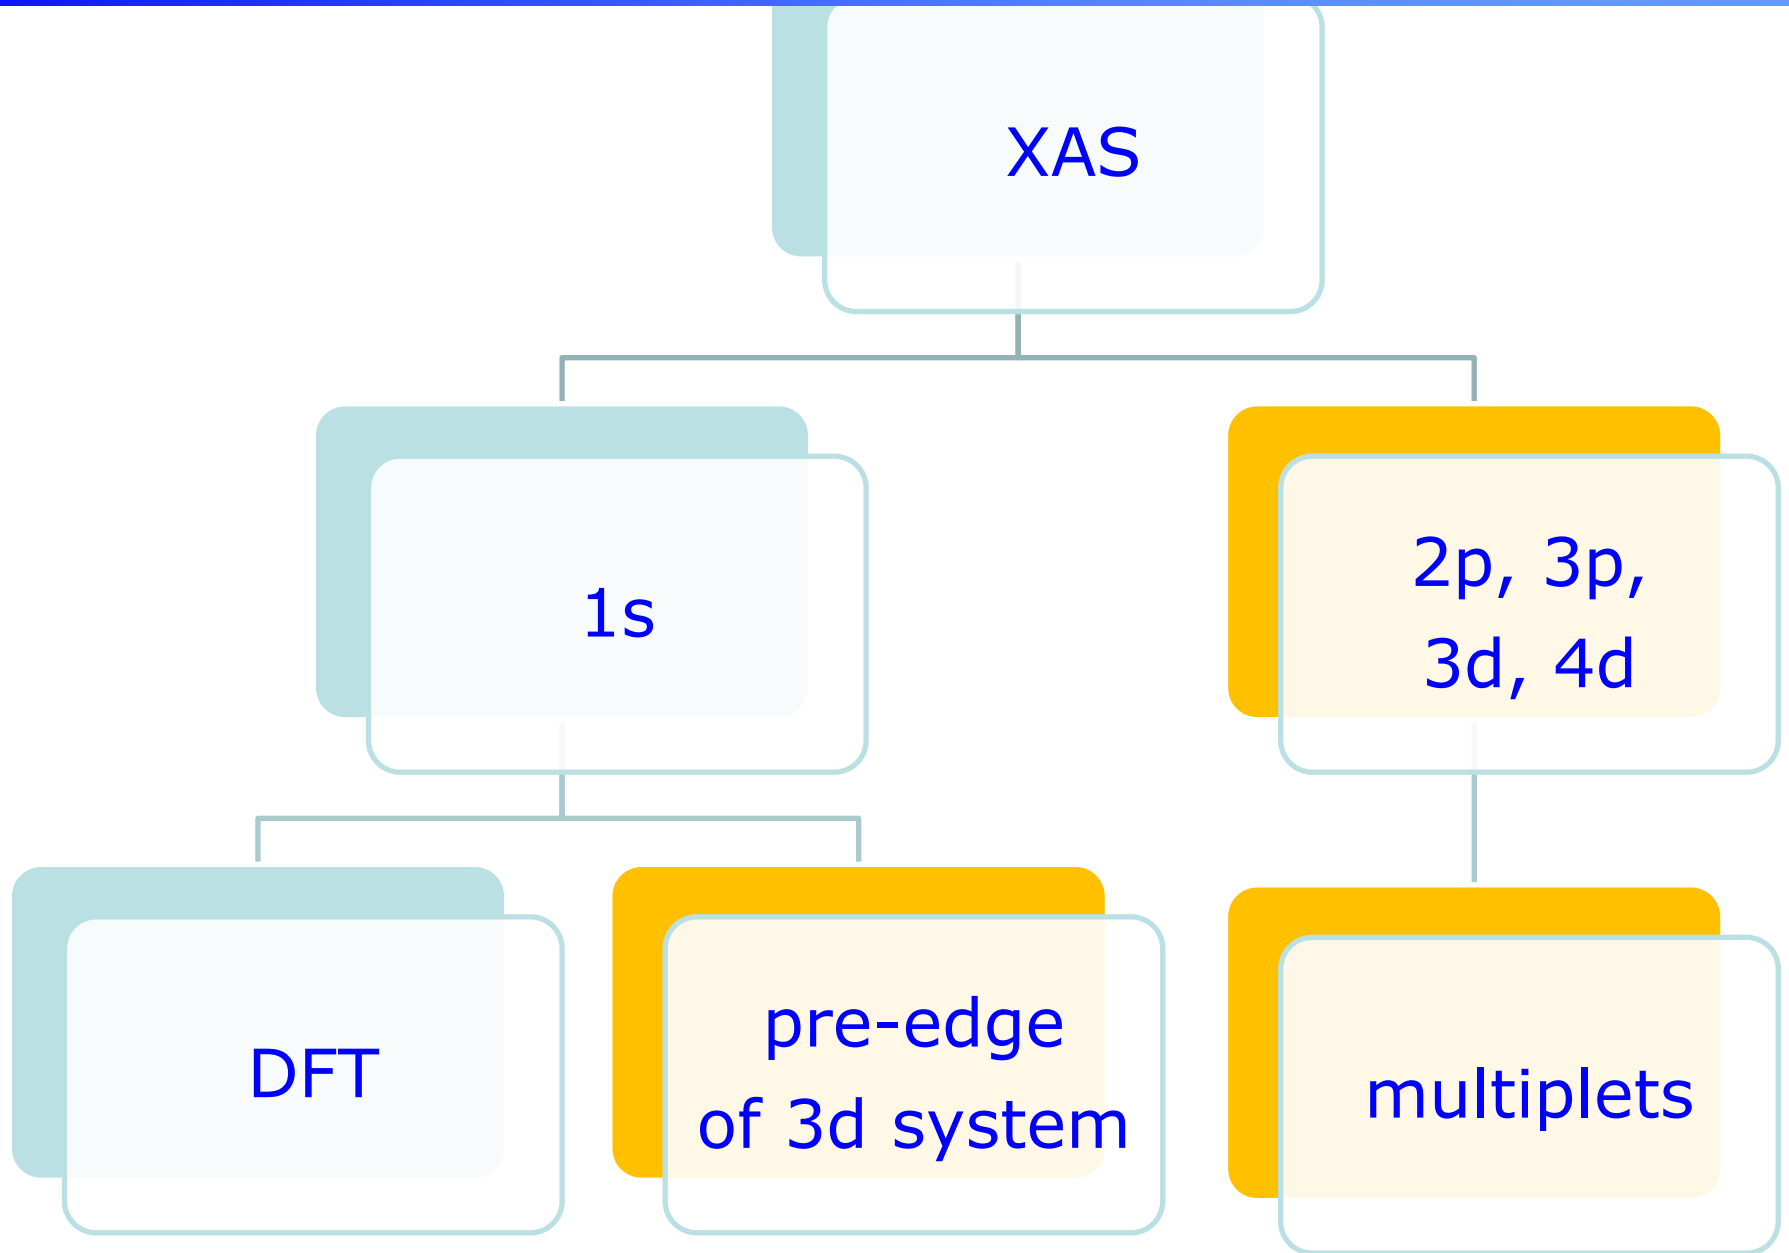 XAS
1s
2p, 3p,
3d, 4d
DFT
pre-edge
of 3d system
multiplets